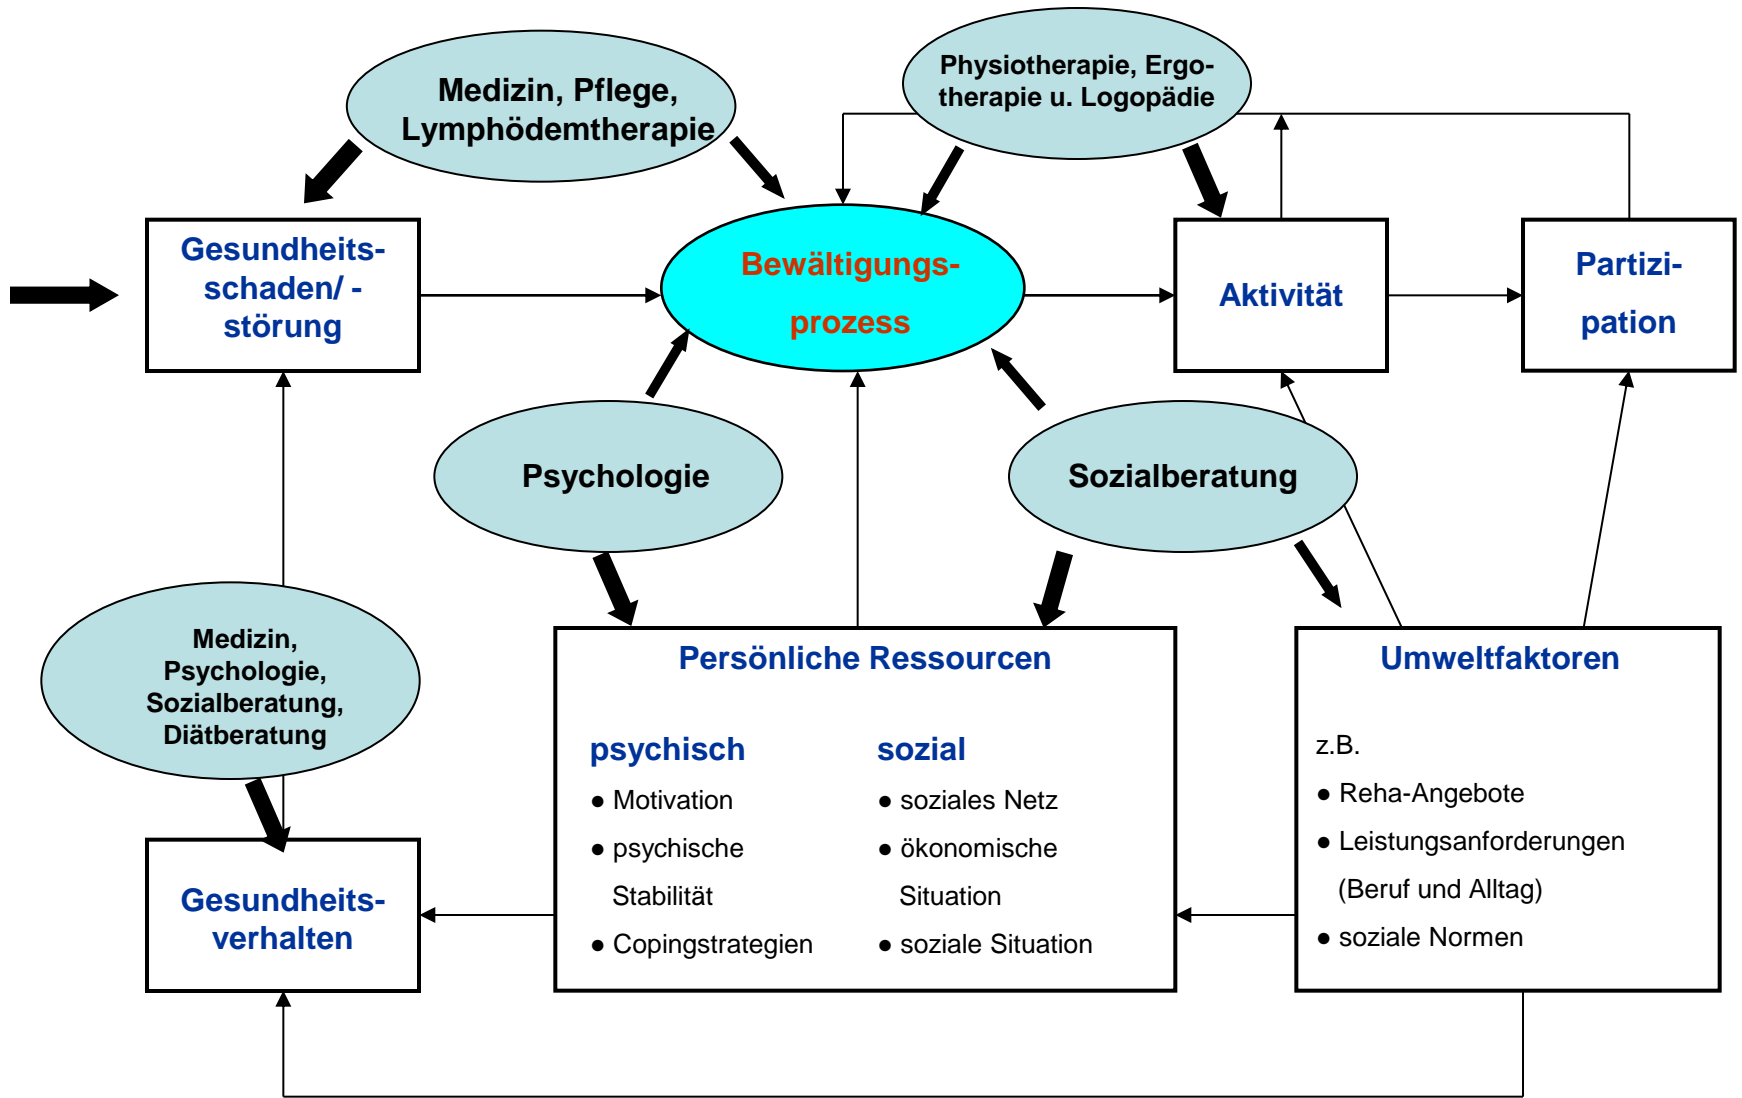 Medizin, Pflege,
Lymphödemtherapie
Physiotherapie, Ergo-
therapie u. Logopädie
Gesundheits-
schaden/ -
störung
Bewältigungs-
prozess
Aktivität
Partizi-
pation
Psychologie
Sozialberatung
Medizin,
Psychologie,
Sozialberatung,
Diätberatung
Gesundheits-
verhalten
Persönliche Ressourcen
psychisch
● Motivation
● psychische
Stabilität
● Copingstrategien
sozial
● soziales Netz
● ökonomische
Situation
● soziale Situation
Umweltfaktoren
z.B.
● Reha-Angebote
● Leistungsanforderungen
(Beruf und Alltag)
● soziale Normen